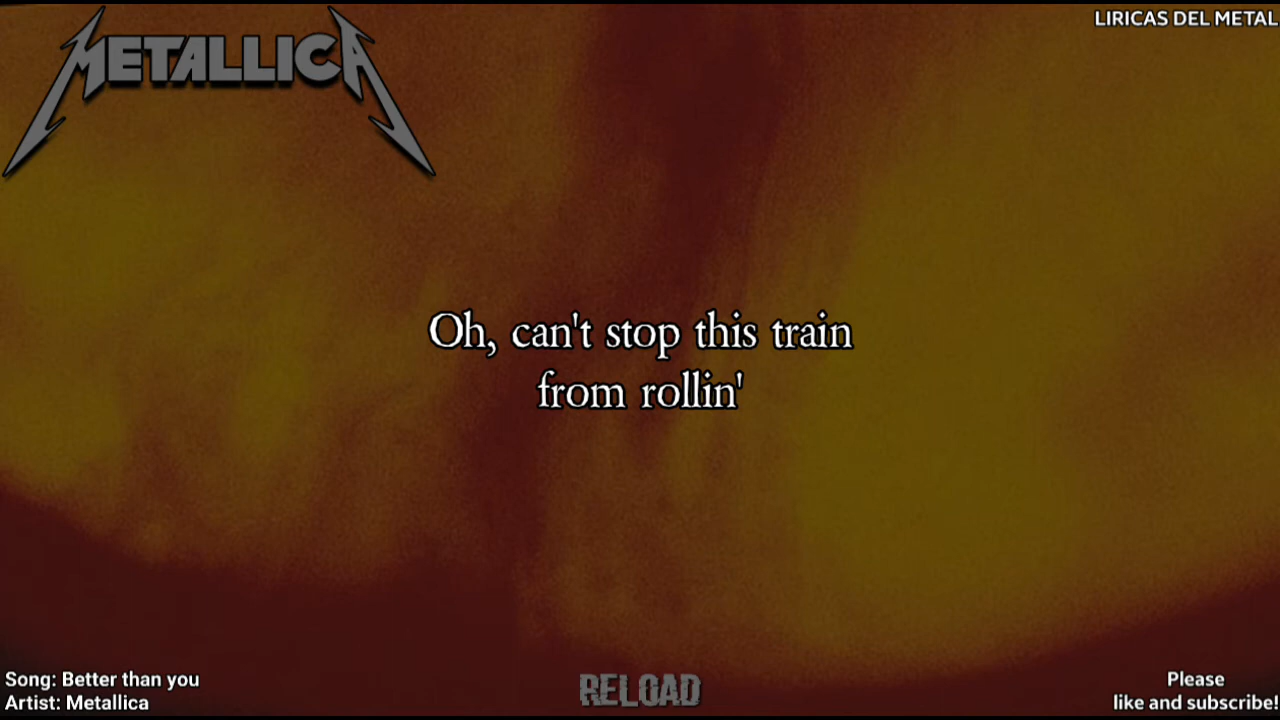 METALLICA
LIRICAS DEL METAL
Oh, can't stop this train
from rollin'
Song: Better than you
Artist: Metallica
RELOAD
Please
like and subscribe!